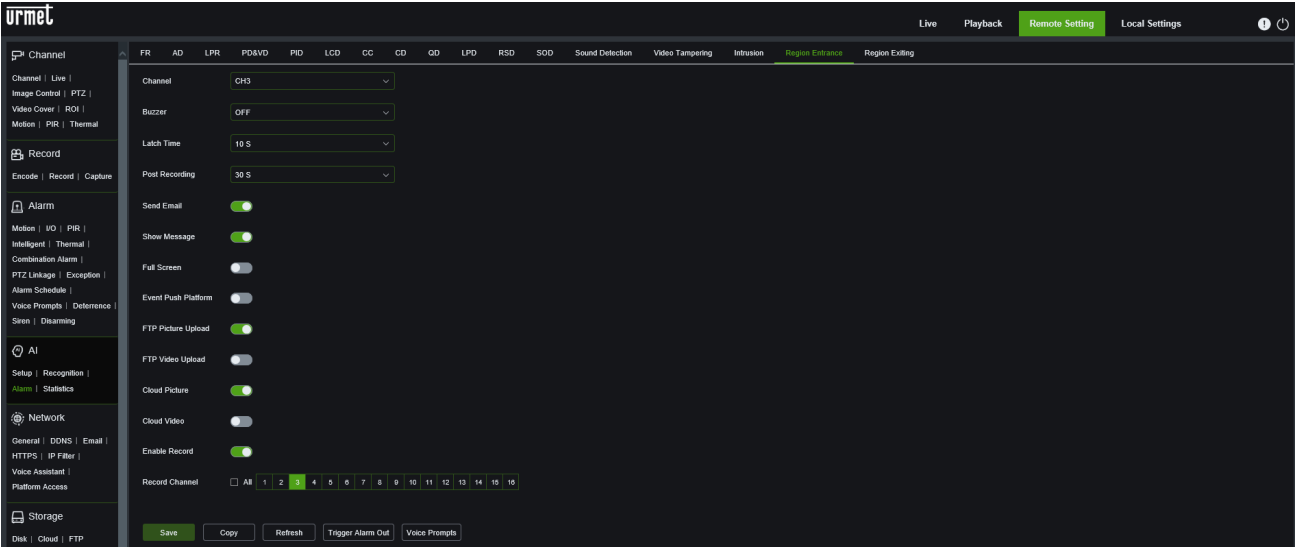 urmet
Live Playback Remote Setting Local Settings
Channel
Channel | Live |
Image Control | PTZ |
Video Cover | ROI |
Motion | PIR | Thermal
Record
Encode | Record | Capture
Alarm
Motion | I/O | PIR |
Intelligent | Thermal |
Combination Alarm |
PTZ Linkage | Exception |
Alarm Schedule |
Voice Prompts | Deterrence |
Siren | Disarming
AI
Setup | Recognition |
Alarm | Statistics
Network
General | DDNS | Email |
HTTPS | IP Filter |
Voice Assistant |
Platform Access
Storage
Disk | Cloud | FTP
FR AD LPR PD&VD PID LCD CC CD QD LPD RSD SOD Sound Detection Video Tampering Intrusion Region Entrance Region Exiting
Channel CH3
Buzzer OFF
Latch Time 10 S
Post Recording 30 S
Send Email
Show Message
Full Screen
Event Push Platform
FTP Picture Upload
FTP Video Upload
Cloud Picture
Cloud Video
Enable Record
Record Channel All 1 2 3 4 5 6 7 8 9 10 11 12 13 14 15 16
Save Copy Refresh Trigger Alarm Out Voice Prompts